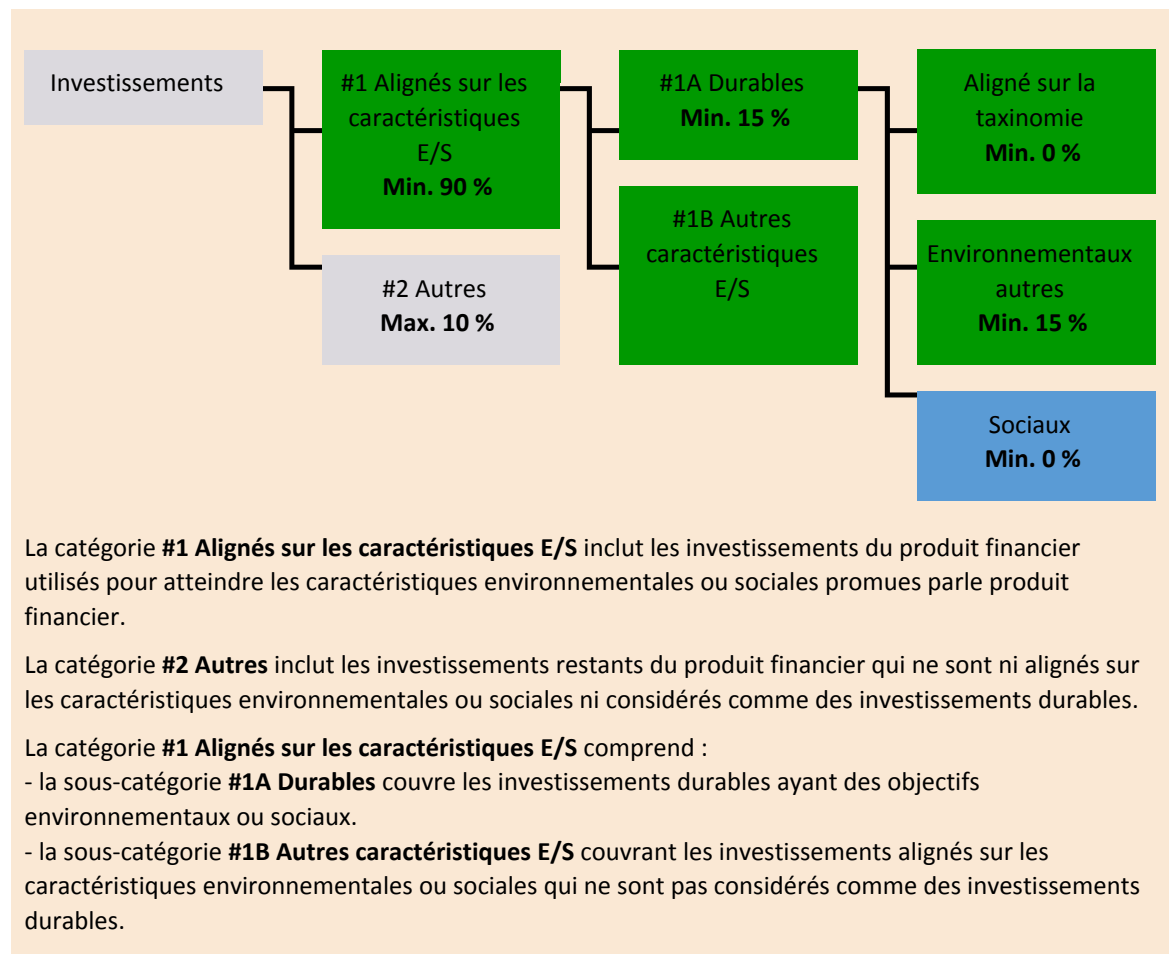 Investissements
#1 Alignés sur les
caractéristiques
E/S
Min. 90 %
#2 Autres
Max. 10 %
#1A Durables
Min. 15 %
#1B Autres
caractéristiques
E/S
Aligné sur la
taxinomie
Min. 0 %
Environnementaux
autres
Min. 15 %
Sociaux
Min. 0 %
La catégorie #1 Alignés sur les caractéristiques E/S inclut les investissements du produit financier
utilisés pour atteindre les caractéristiques environnementales ou sociales promues parle produit
financier.
La catégorie #2 Autres inclut les investissements restants du produit financier qui ne sont ni alignés sur
les caractéristiques environnementales ou sociales ni considérés comme des investissements durables.
La catégorie #1 Alignés sur les caractéristiques E/S comprend :
- la sous-catégorie #1A Durables couvre les investissements durables ayant des objectifs
environnementaux ou sociaux.
- la sous-catégorie #1B Autres caractéristiques E/S couvrant les investissements alignés sur les
caractéristiques environnementales ou sociales qui ne sont pas considérés comme des investissements
durables.